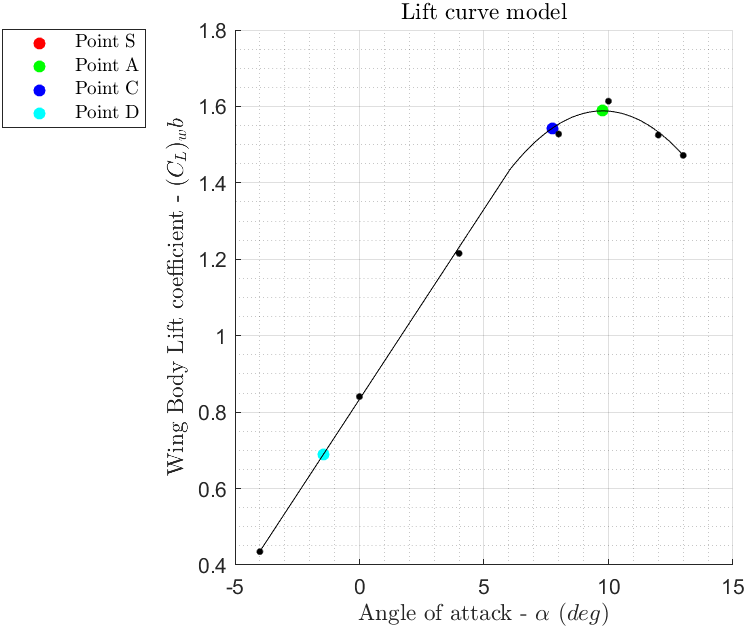 Lift curve model
Point S
Point A
Point C
Point D
Wing Body Lift coefficient - (C_L)_w b
1.8
1.6
1.4
1.2
1
0.8
0.6
0.4
-5 0 5 10 15
Angle of attack - α (deg)